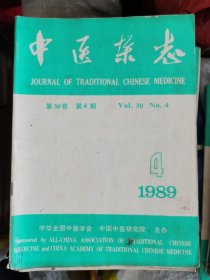 中医杂志
JOURNAL OF TRADITIONAL CHINESE MEDICINE
第30卷 第4期 Vol. 30 No. 4
4
1989
中华全国中医学会 中国中医研究院 主办
Sponsored by ALL-CHINA ASSOCIATION OF TRADITIONAL CHINESE
MEDICINE and CHINA ACADEMY OF TRADITIONAL CHINESE MEDICINE